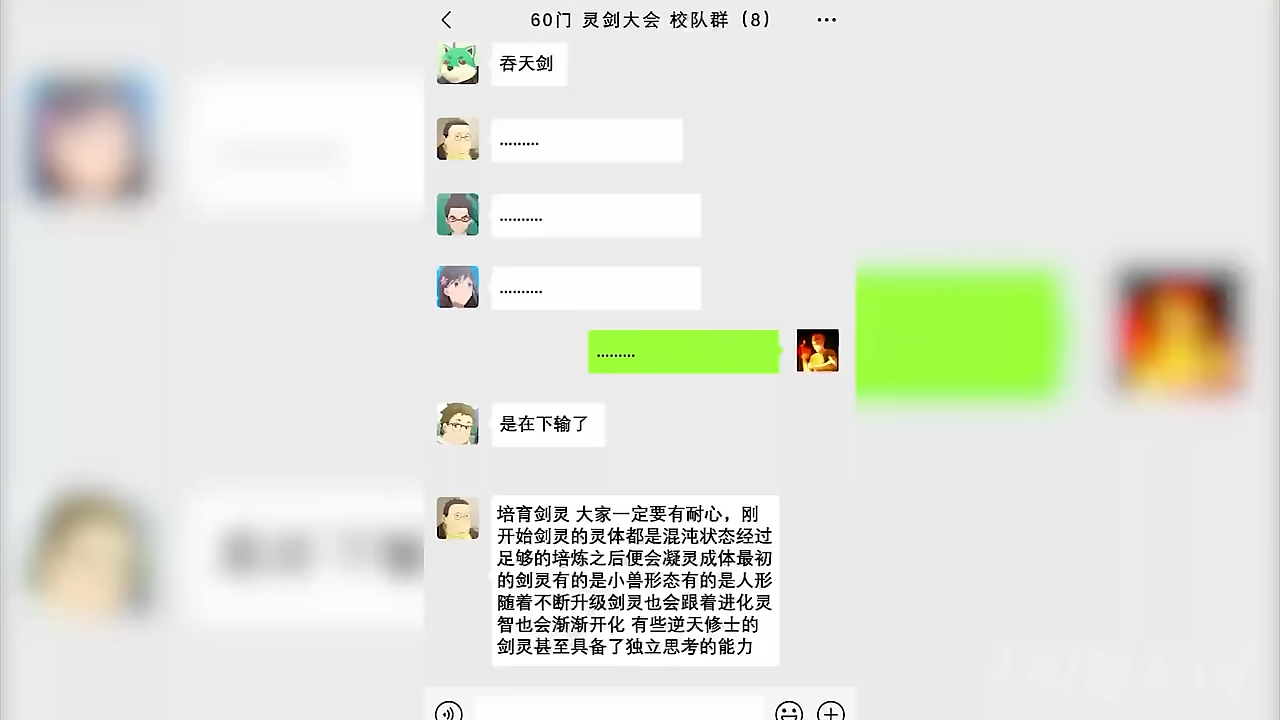 60门 灵剑大会 校队群（8）
吞天剑
.........
..........
..........
.........
是在下输了
培育剑灵 大家一定要有耐心，刚
开始剑灵的灵体都是混沌状态经过
足够的培炼之后便会凝灵成体最初
的剑灵有的是小兽形态有的是人形
随着不断升级剑灵也会跟着进化灵
智也会渐渐开化 有些逆天修士的
剑灵甚至具备了独立思考的能力